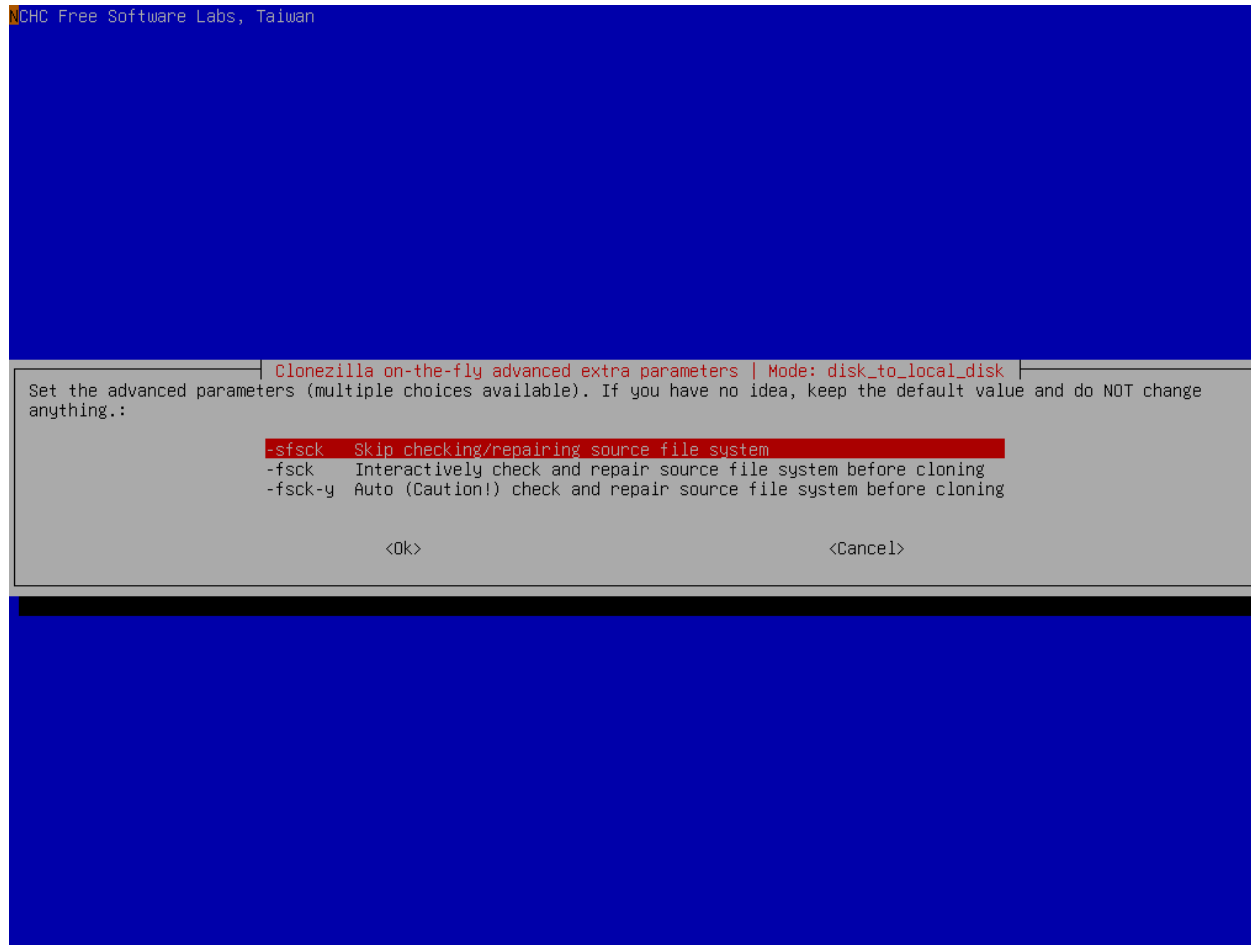 NCHC Free Software Labs, Taiwan
Clonezilla on-the-fly advanced extra parameters | Mode: disk_to_local_disk
Set the advanced parameters (multiple choices available). If you have no idea, keep the default value and do NOT change
anything.:
-sfsck Skip checking/repairing source file system
-fsck Interactively check and repair source file system before cloning
-fsck-y Auto (Caution!) check and repair source file system before cloning
<Ok> <Cancel>